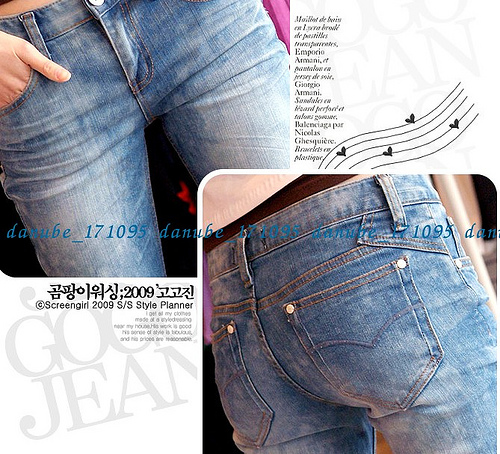 GO
JEAN
Maillot de bain
en Lycra brodé
de pastilles
transparentes,
Emporio
Armani, et
pantalon en
jersey de soie,
Giorgio
Armani.
Sandales en
lézard perforé et
talons gomme,
Balenciaga par
Nicolas
Ghesquière.
Bracelets en
plastique
danube_171095 danube_171095 danube_171095 dan
곰팡이워싱;2009'고고진
©Screengirl 2009 S/S Style Planner
I get all my clothes
made at a styledressing
near my house.His work is good
his sense of style is fabulous,
and his prices are reasonable.
GOGO
JEAN